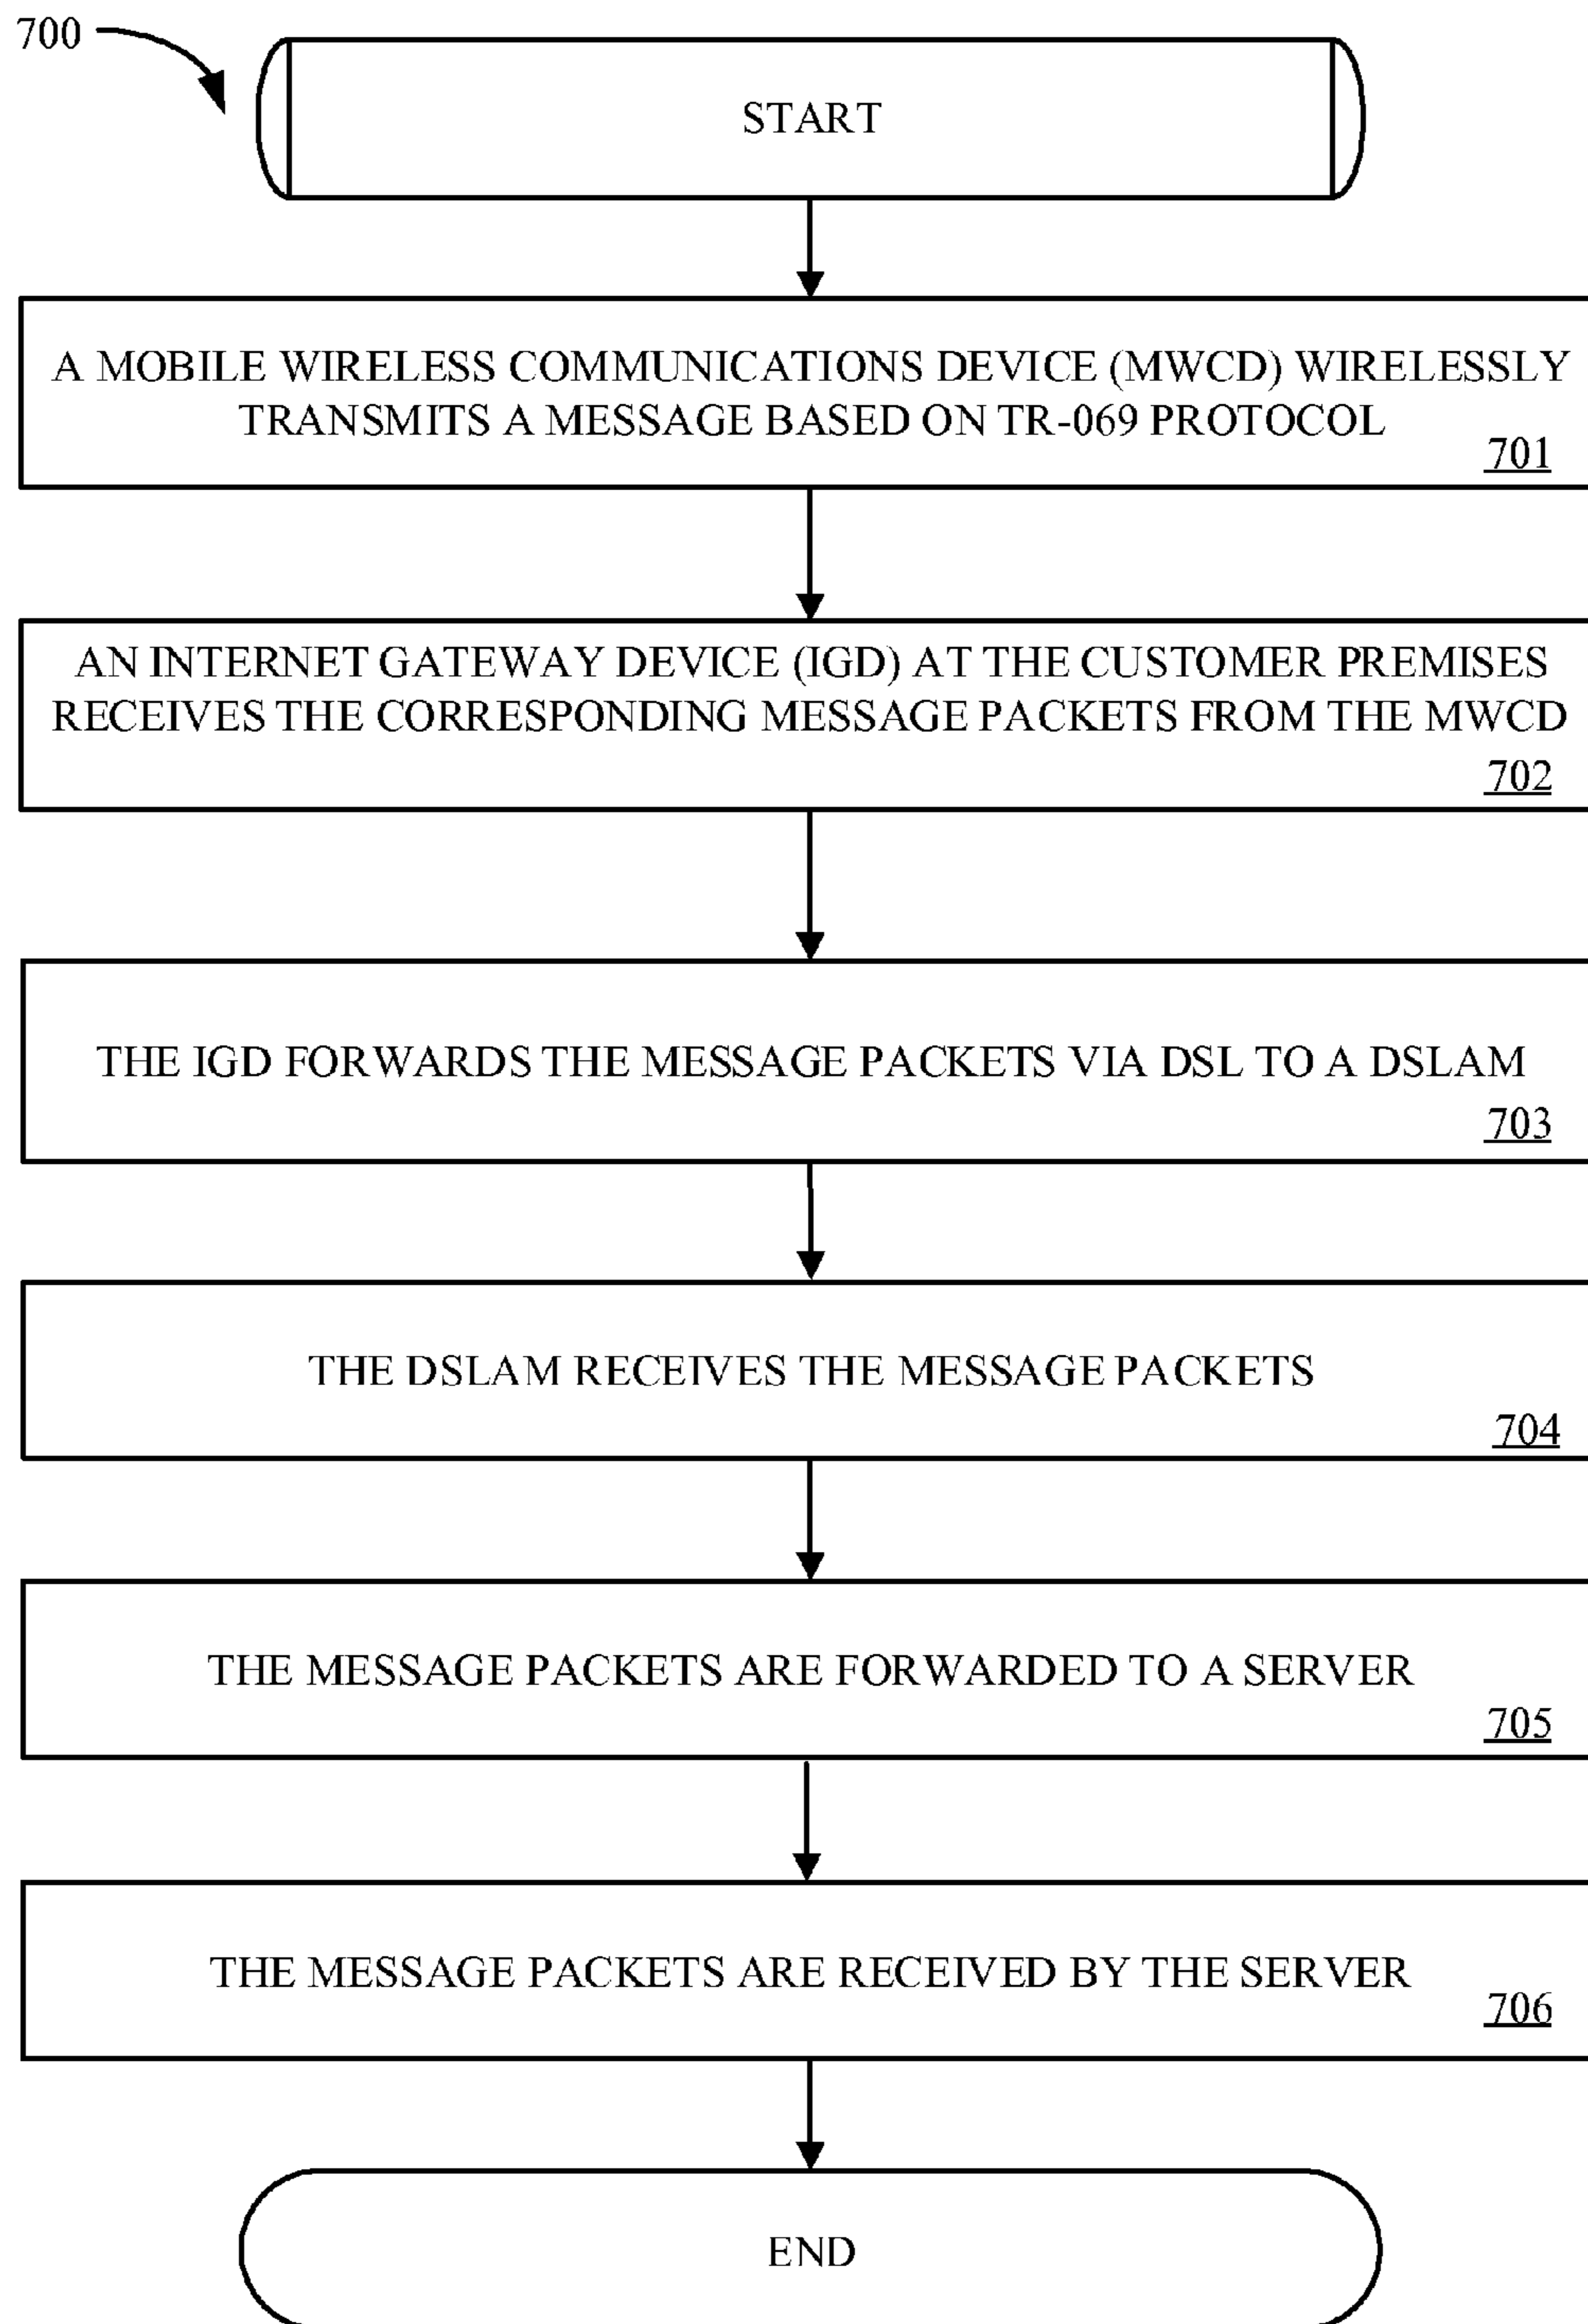 700
START
A MOBILE WIRELESS COMMUNICATIONS DEVICE (MWCD) WIRELESSLY
TRANSMITS A MESSAGE BASED ON TR-069 PROTOCOL
701
AN INTERNET GATEWAY DEVICE (IGD) AT THE CUSTOMER PREMISES
RECEIVES THE CORRESPONDING MESSAGE PACKETS FROM THE MWCD
702
THE IGD FORWARDS THE MESSAGE PACKETS VIA DSL TO A DSLAM
703
THE DSLAM RECEIVES THE MESSAGE PACKETS
704
THE MESSAGE PACKETS ARE FORWARDED TO A SERVER
705
THE MESSAGE PACKETS ARE RECEIVED BY THE SERVER
706
END